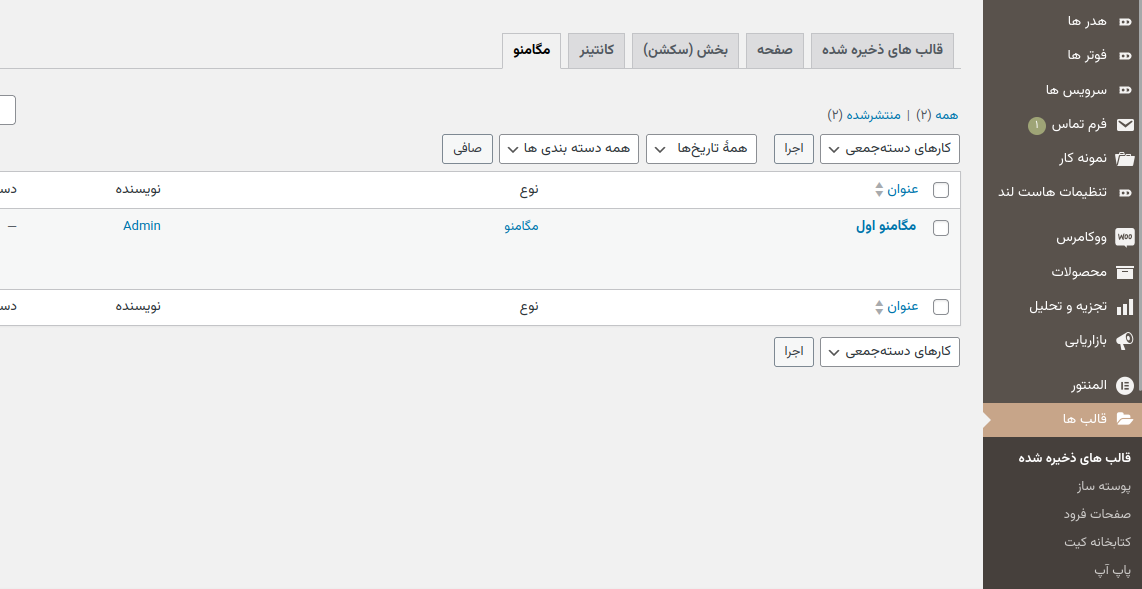 هدر ها
فوتر ها
سرویس ها
فرم تماس ۱
نمونه کار
تنظیمات هاست لند
ووکامرس
محصولات
تجزیه و تحلیل
بازاریابی
المنتور
قالب ها
قالب های ذخیره شده
پوسته ساز
صفحات فرود
کتابخانه کیت
پاپ آپ
قالب های ذخیره شده صفحه بخش (سکشن) کانتینر مگامنو
همه (۲) | منتشرشده (۲)
کارهای دسته‌جمعی اجرا همهٔ تاریخ‌ها همه دسته بندی ها صافی
عنوان نوع نویسنده دس
مگامنو اول مگامنو Admin —
عنوان نوع نویسنده دس
کارهای دسته‌جمعی اجرا